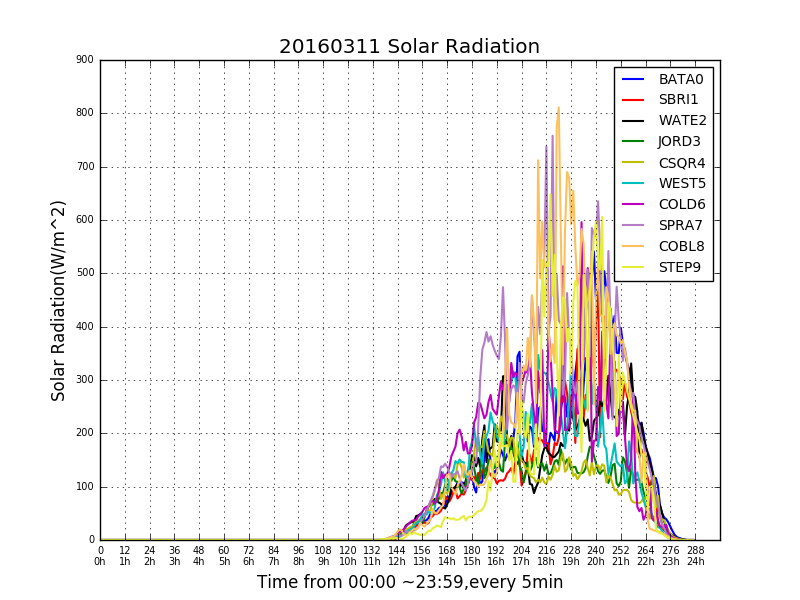 20160311 Solar Radiation
Solar Radiation(W/m^2)
900
800
700
600
500
400
300
200
100
0
BATA0
SBRI1
WATE2
JORD3
CSQR4
WEST5
COLD6
SPRA7
COBL8
STEP9
0 12 24 36 48 60 72 84 96 108 120 132 144 156 168 180 192 204 216 228 240 252 264 276 288
0h 1h 2h 3h 4h 5h 6h 7h 8h 9h 10h 11h 12h 13h 14h 15h 16h 17h 18h 19h 20h 21h 22h 23h 24h
Time from 00:00 ~23:59,every 5min